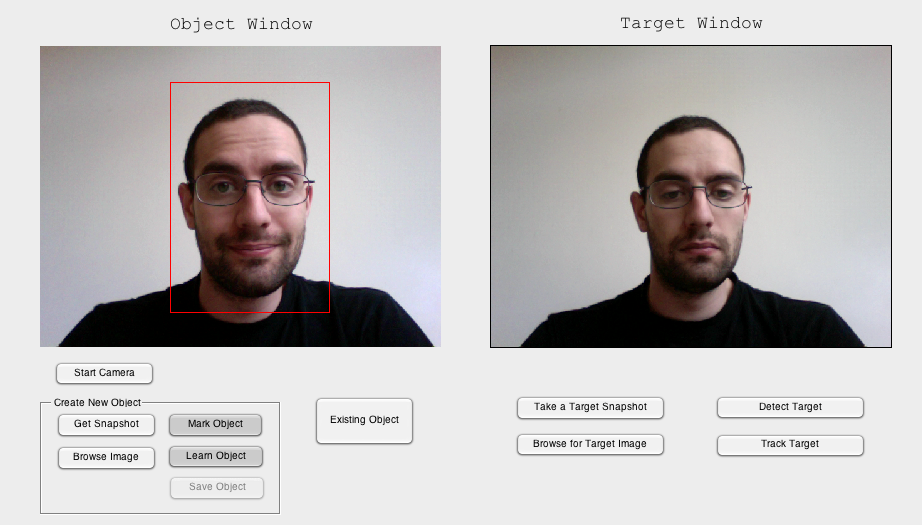 Object Window
Target Window
Start Camera
Create New Object
Get Snapshot
Mark Object
Browse Image
Learn Object
Save Object
Existing Object
Take a Target Snapshot
Detect Target
Browse for Target Image
Track Target